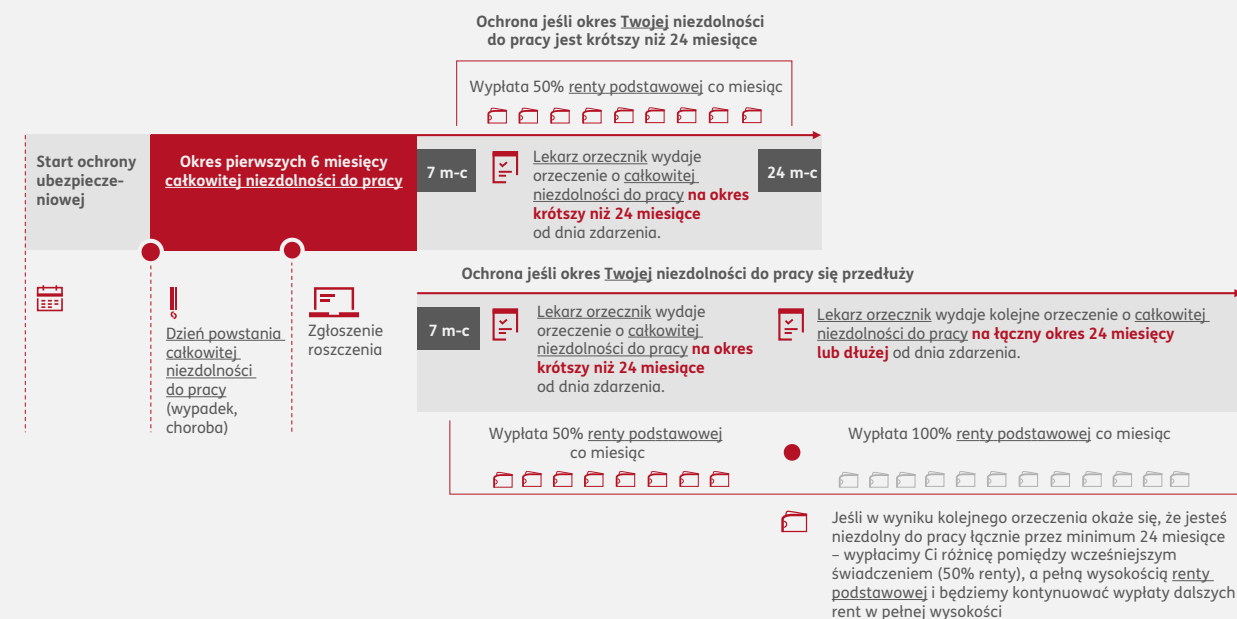 Ochrona jeśli okres Twojej niezdolności
do pracy jest krótszy niż 24 miesiące
Wypłata 50% renty podstawowej co miesiąc
Start ochrony
ubezpiecze-
niowej
Okres pierwszych 6 miesięcy
całkowitej niezdolności do pracy
7 m-c
Lekarz orzecznik wydaje
orzeczenie o całkowitej
niezdolności do pracy na okres
krótszy niż 24 miesiące
od dnia zdarzenia.
24 m-c
Ochrona jeśli okres Twojej niezdolności do pracy się przedłuży
Dzień powstania
całkowitej
niezdolności
do pracy
(wypadek,
choroba)
Zgłoszenie
roszczenia
7 m-c
Lekarz orzecznik wydaje
orzeczenie o całkowitej
niezdolności do pracy na okres
krótszy niż 24 miesiące
od dnia zdarzenia.
Lekarz orzecznik wydaje kolejne orzeczenie o całkowitej
niezdolności do pracy na łączny okres 24 miesięcy
lub dłużej od dnia zdarzenia.
Wypłata 50% renty podstawowej
co miesiąc
Wypłata 100% renty podstawowej co miesiąc
Jeśli w wyniku kolejnego orzeczenia okaże się, że jesteś
niezdolny do pracy łącznie przez minimum 24 miesiące
– wypłacimy Ci różnicę pomiędzy wcześniejszym
świadczeniem (50% renty), a pełną wysokością renty
podstawowej i będziemy kontynuować wypłaty dalszych
rent w pełnej wysokości